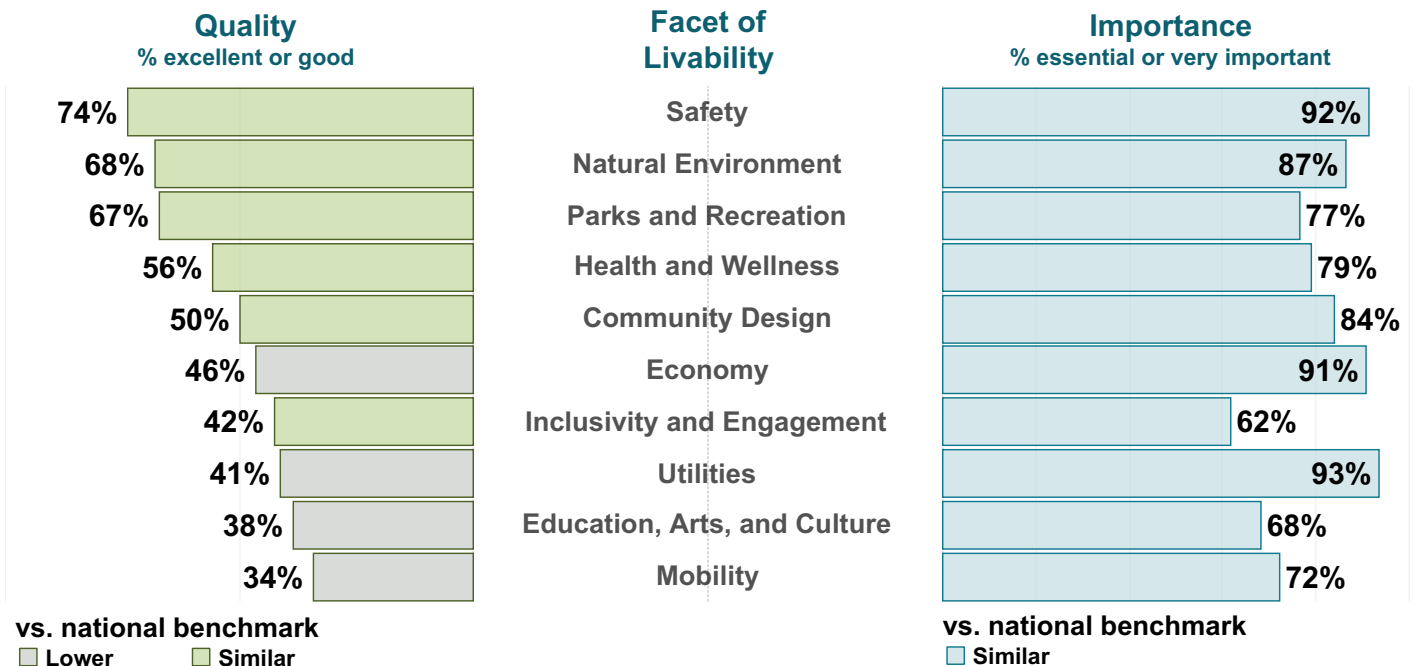 Quality
% excellent or good
Facet of
Livability
Importance
% essential or very important
74% Safety 92%
68% Natural Environment 87%
67% Parks and Recreation 77%
56% Health and Wellness 79%
50% Community Design 84%
46% Economy 91%
42% Inclusivity and Engagement 62%
41% Utilities 93%
38% Education, Arts, and Culture 68%
34% Mobility 72%
vs. national benchmark
Lower Similar
vs. national benchmark
Similar